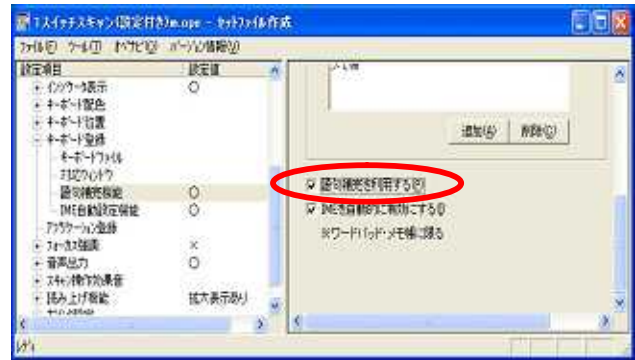 1スイッチスキャン(設定付き)m.ope - セットファイル作成
ファイル(F) ツール(T) オペナビ(O) バージョン情報(V)
設定項目 設定値
インジケータ表示 ○
キーボード配色
キーボード位置
キーボード登録
キーボードファイル
対応ウィンドウ
語句補完機能 ○
IME自動設定機能 ○
アプリケーション登録
フォーカス強調 ×
音声出力 ○
スキャン操作効果音
読み上げ機能 拡大表示あり
メモ帳
追加(A) 削除(C)
語句補完を利用する(P)
IMEを自動的に有効にする(I)
※ワードパッド・メモ帳に限る
レディ